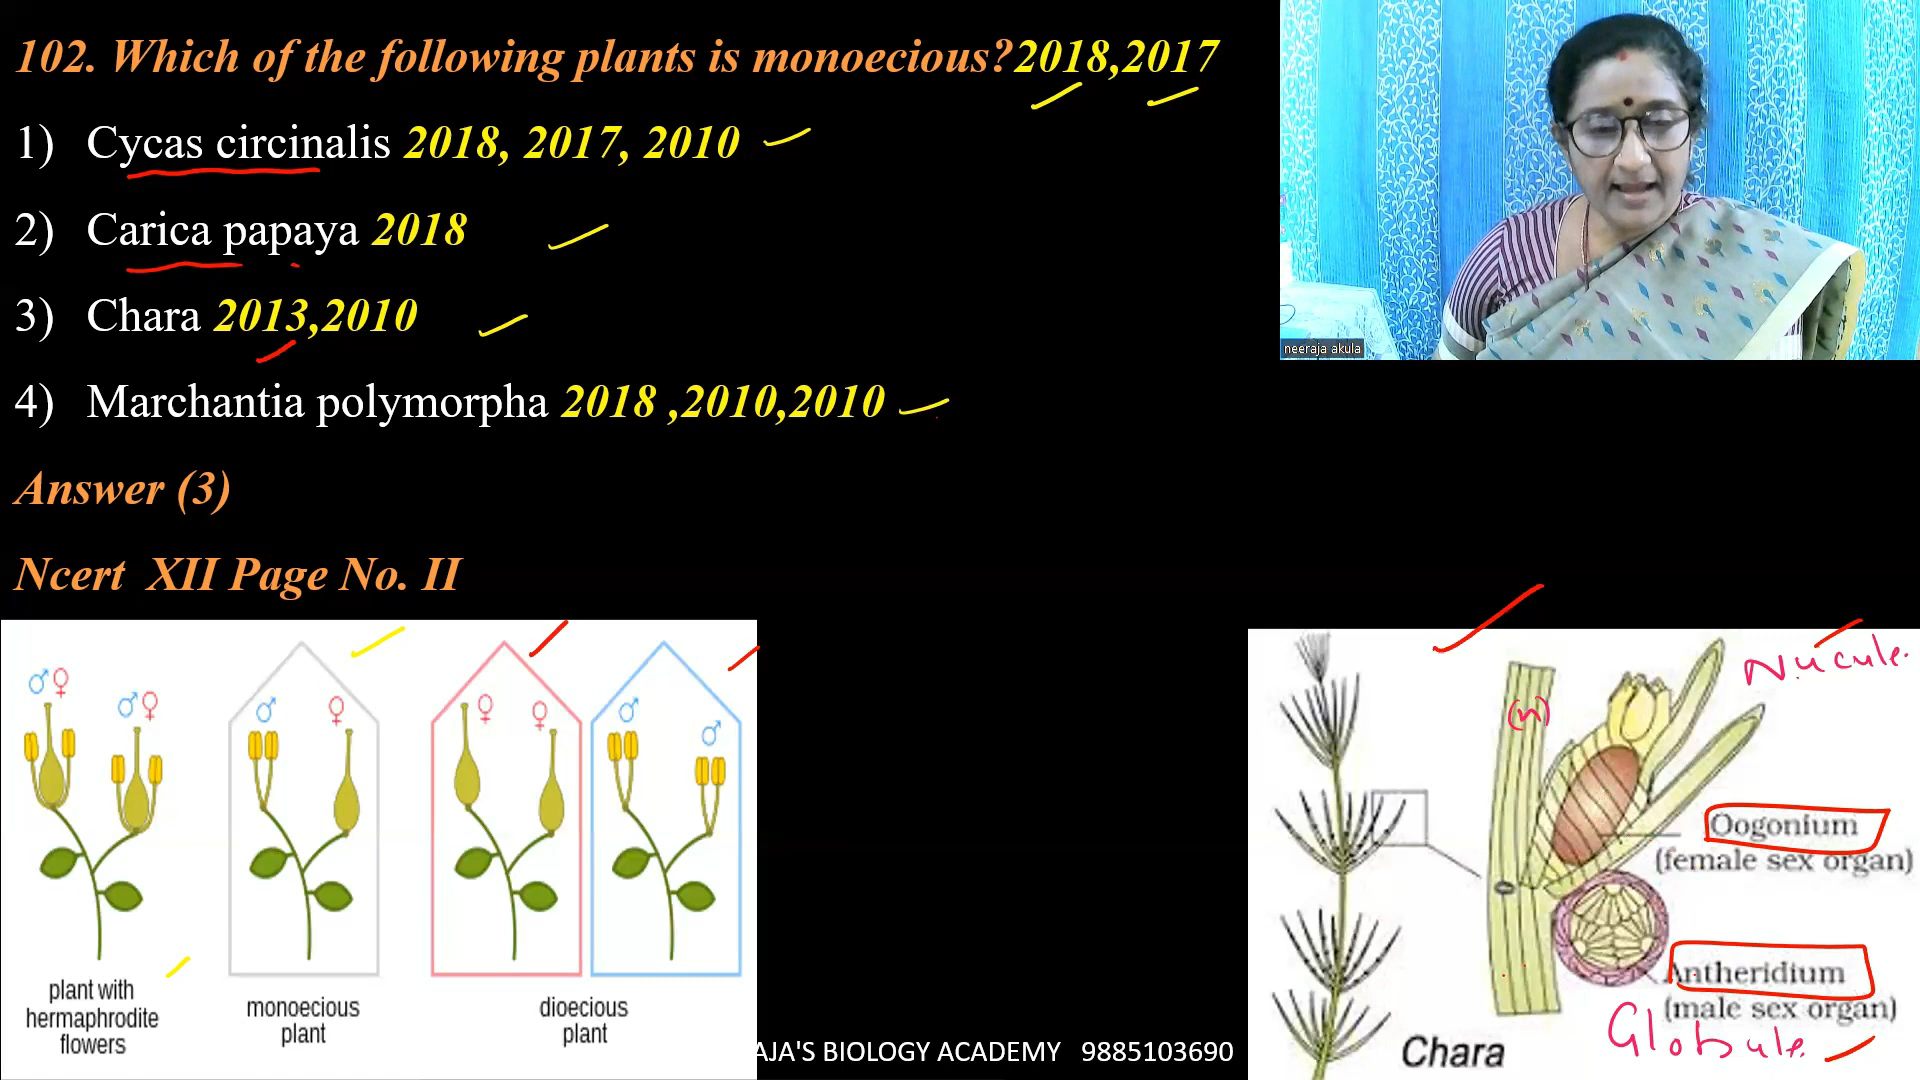 102. Which of the following plants is monoecious?2018,2017
1) Cycas circinalis 2018, 2017, 2010
2) Carica papaya 2018
3) Chara 2013,2010
4) Marchantia polymorpha 2018 ,2010,2010
Answer (3)
Ncert XII Page No. II
neeraja akula
♂♀
♂♀
♂ ♀
♀ ♀
♂ ♂
plant with
hermaphrodite
flowers
monoecious
plant
dioecious
plant
AJA'S BIOLOGY ACADEMY 9885103690
Nucule.
(n)
Oogonium
(female sex organ)
Antheridium
(male sex organ)
Globule.
Chara